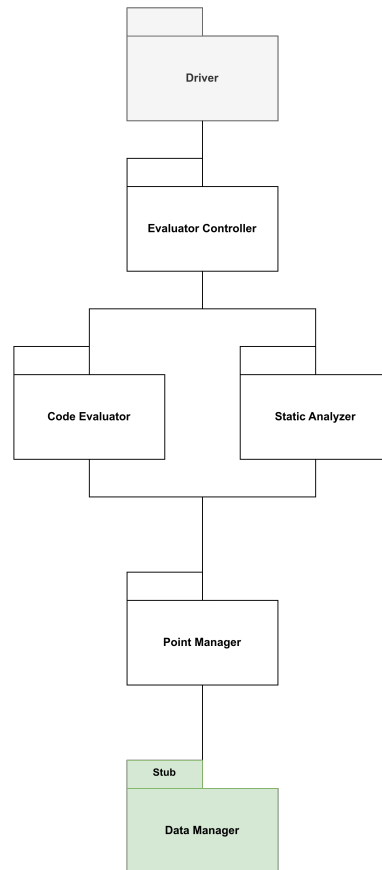 Driver
Evaluator Controller
Code Evaluator
Static Analyzer
Point Manager
Stub
Data Manager